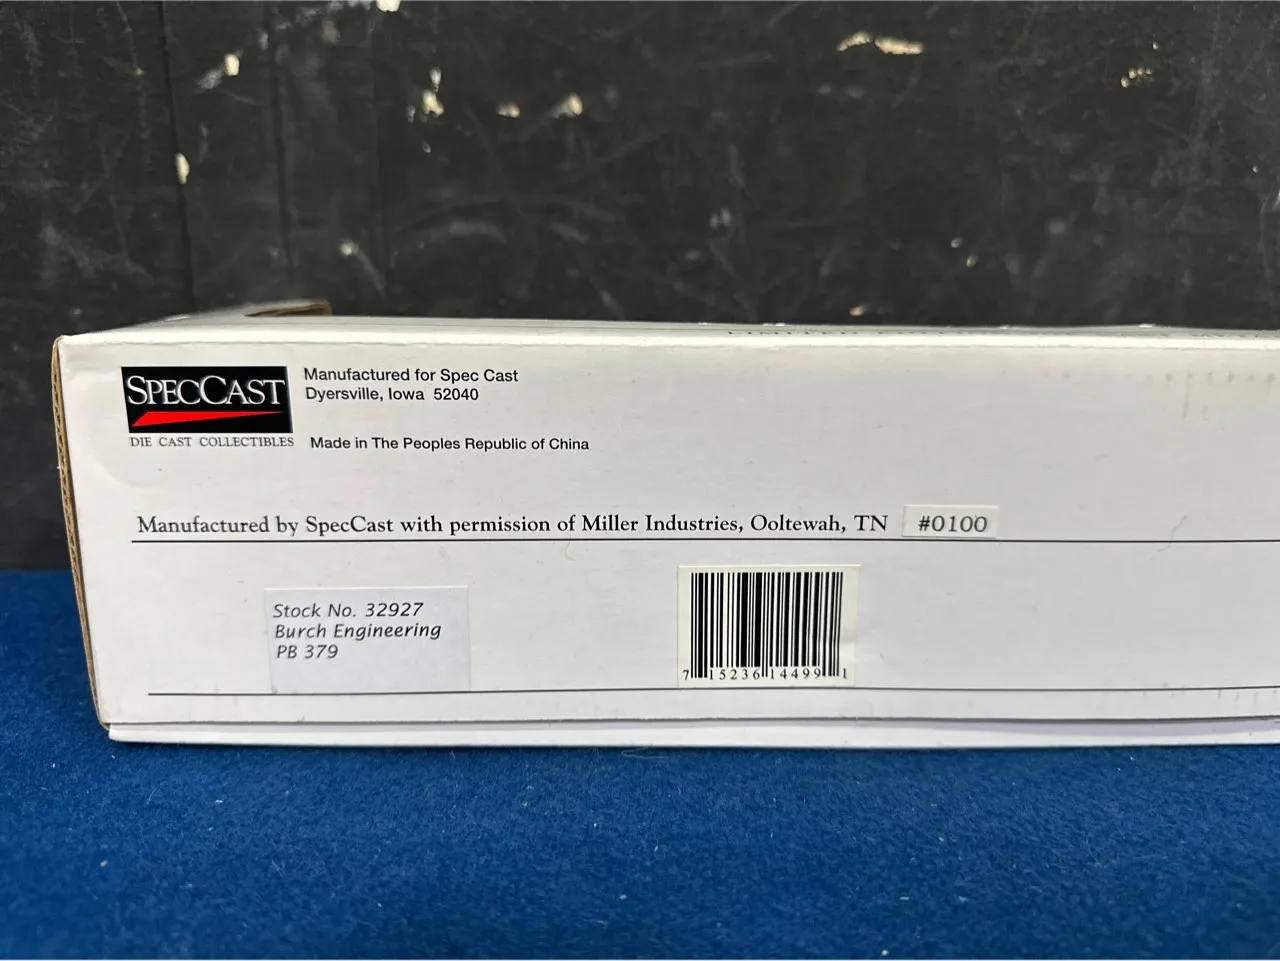 SPECCAST
DIE CAST COLLECTIBLES
Manufactured for Spec Cast
Dyersville, Iowa 52040
Made in The Peoples Republic of China
Manufactured by SpecCast with permission of Miller Industries, Ooltewah, TN #0100
Stock No. 32927
Burch Engineering
PB 379
7 15236 14499 1